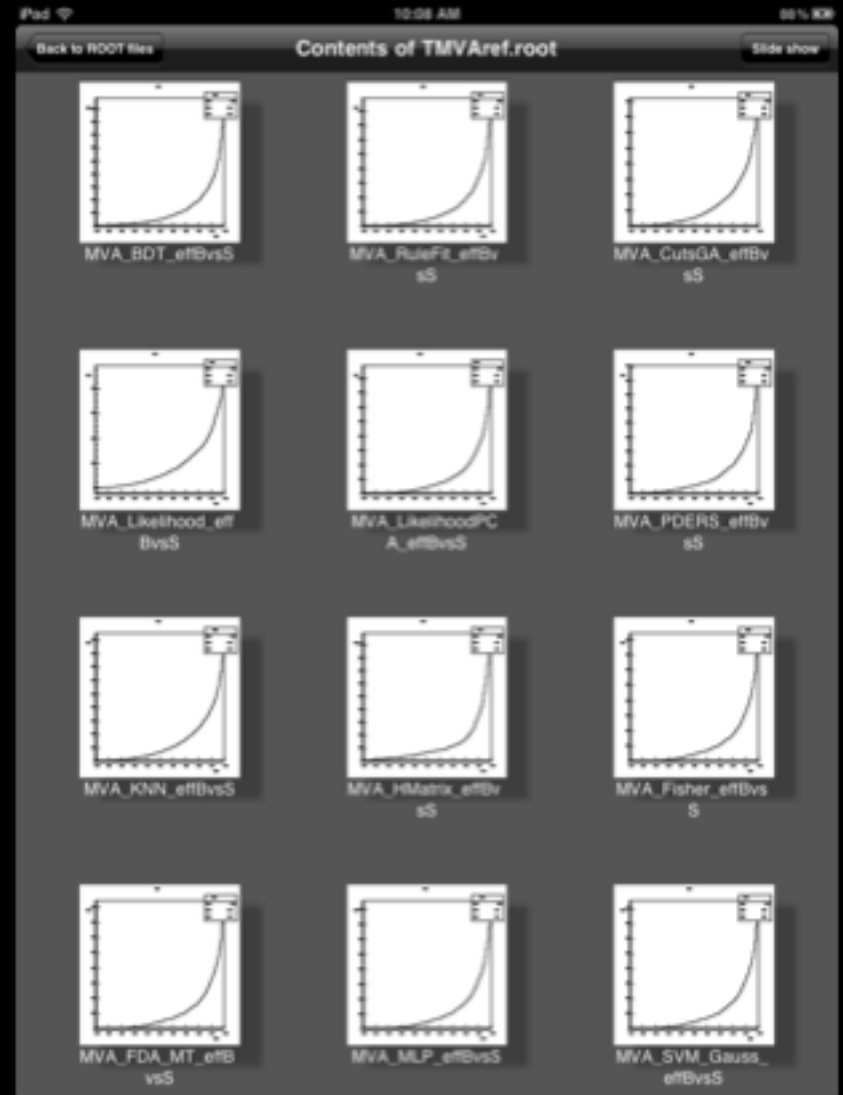 iPad 10:08 AM 88%
Back to ROOT files Contents of TMVAref.root Slide show
MVA_BDT_effBvsS
MVA_RuleFit_effBv
sS
MVA_CutsGA_effBv
sS
MVA_Likelihood_eff
BvsS
MVA_LikelihoodPC
A_effBvsS
MVA_PDERS_effBv
sS
MVA_KNN_effBvsS
MVA_HMatrix_effBv
sS
MVA_Fisher_effBvs
S
MVA_FDA_MT_effB
vsS
MVA_MLP_effBvsS
MVA_SVM_Gauss_
effBvsS